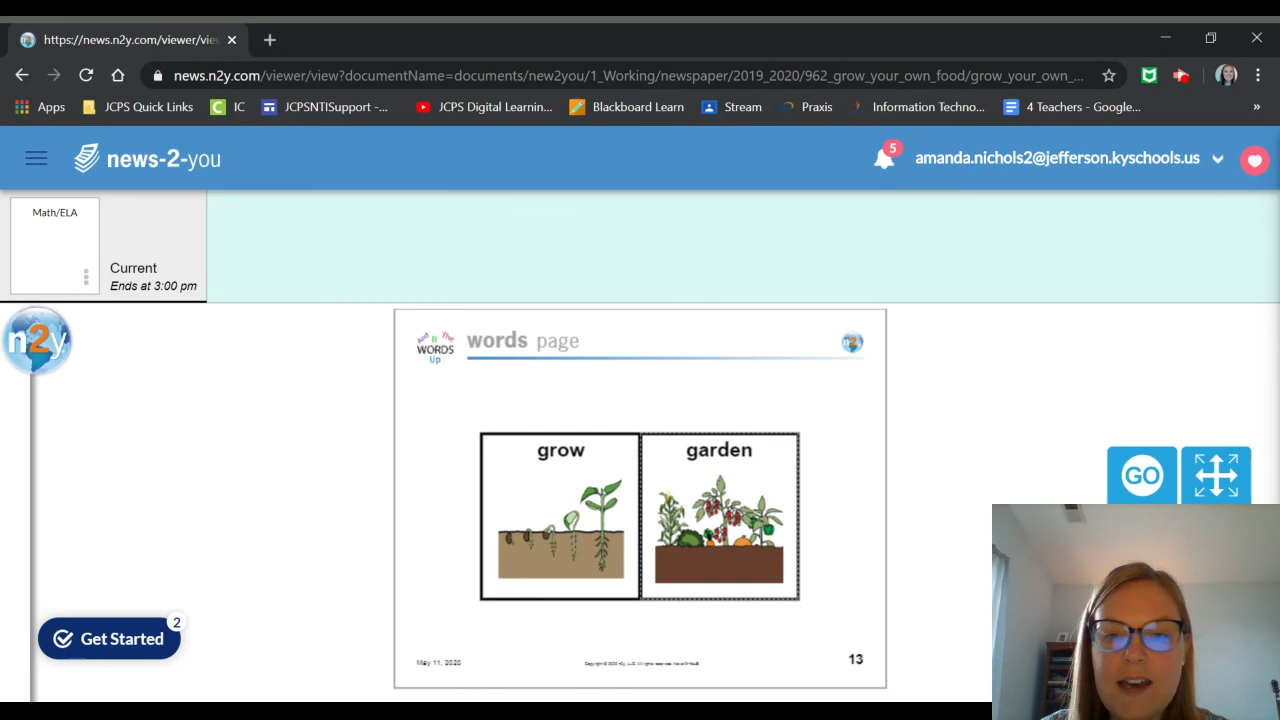 https://news.n2y.com/viewer/vie
news.n2y.com/viewer/view?documentName=documents/new2you/1_Working/newspaper/2019_2020/962_grow_your_own_food/grow_your_own_...
Apps JCPS Quick Links IC JCPSNTISupport -... JCPS Digital Learnin... Blackboard Learn Stream Praxis Information Techno... 4 Teachers - Google... »
news-2-you 5 amanda.nichols2@jefferson.kyschools.us
Math/ELA
Current
Ends at 3:00 pm
n2y
WORDS
Up
words page
grow garden
GO
Get Started 2
May 11, 2020
13